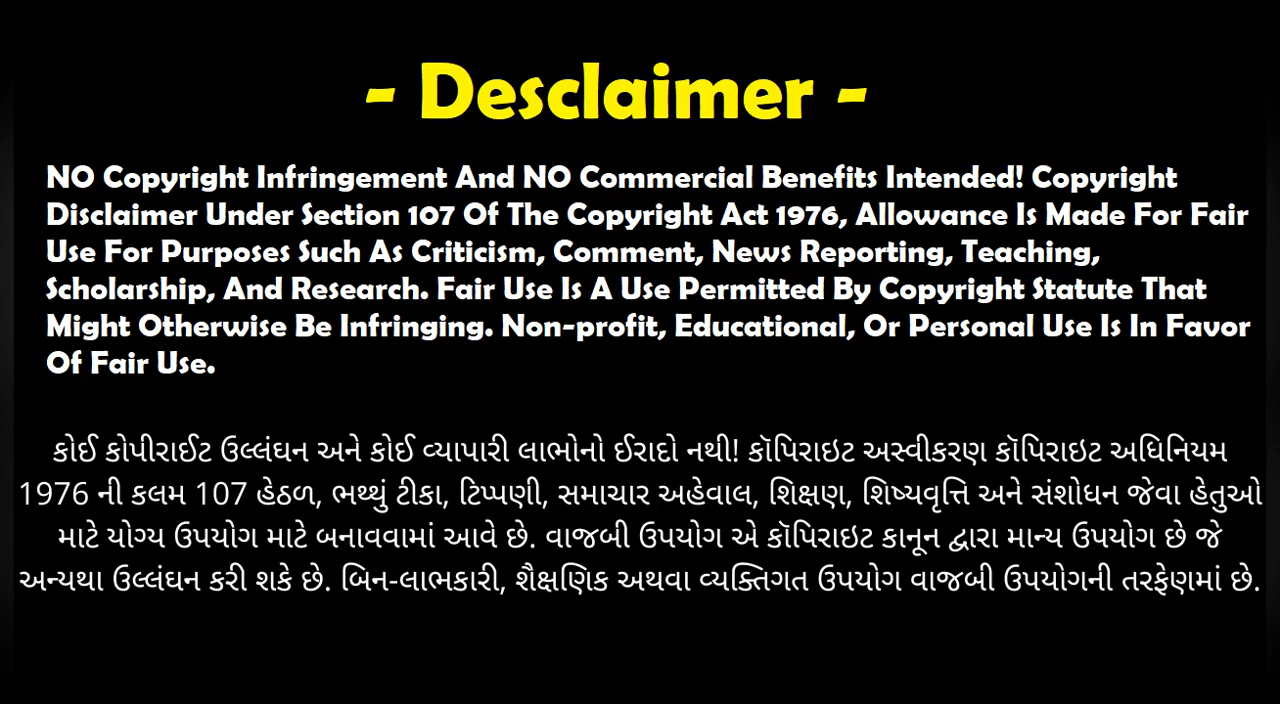 - Desclaimer -
NO Copyright Infringement And NO Commercial Benefits Intended! Copyright
Disclaimer Under Section 107 Of The Copyright Act 1976, Allowance Is Made For Fair
Use For Purposes Such As Criticism, Comment, News Reporting, Teaching,
Scholarship, And Research. Fair Use Is A Use Permitted By Copyright Statute That
Might Otherwise Be Infringing. Non-profit, Educational, Or Personal Use Is In Favor
Of Fair Use.
કોઈ કોપીરાઈટ ઉલ્લંઘન અને કોઈ વ્યાપારી લાભોનો ઈરાદો નથી! કૉપિરાઇટ અસ્વીકરણ કૉપિરાઇટ અધિનિયમ
1976 ની કલમ 107 હેઠળ, ભથ્થું ટીકા, ટિપ્પણી, સમાચાર અહેવાલ, શિક્ષણ, શિષ્યવૃત્તિ અને સંશોધન જેવા હેતુઓ
માટે યોગ્ય ઉપયોગ માટે બનાવવામાં આવે છે. વાજબી ઉપયોગ એ કૉપિરાઇટ કાનૂન દ્વારા માન્ય ઉપયોગ છે જે
અન્યથા ઉલ્લંઘન કરી શકે છે. બિન-લાભકારી, શૈક્ષણિક અથવા વ્યક્તિગત ઉપયોગ વાજબી ઉપયોગની તરફેણમાં છે.